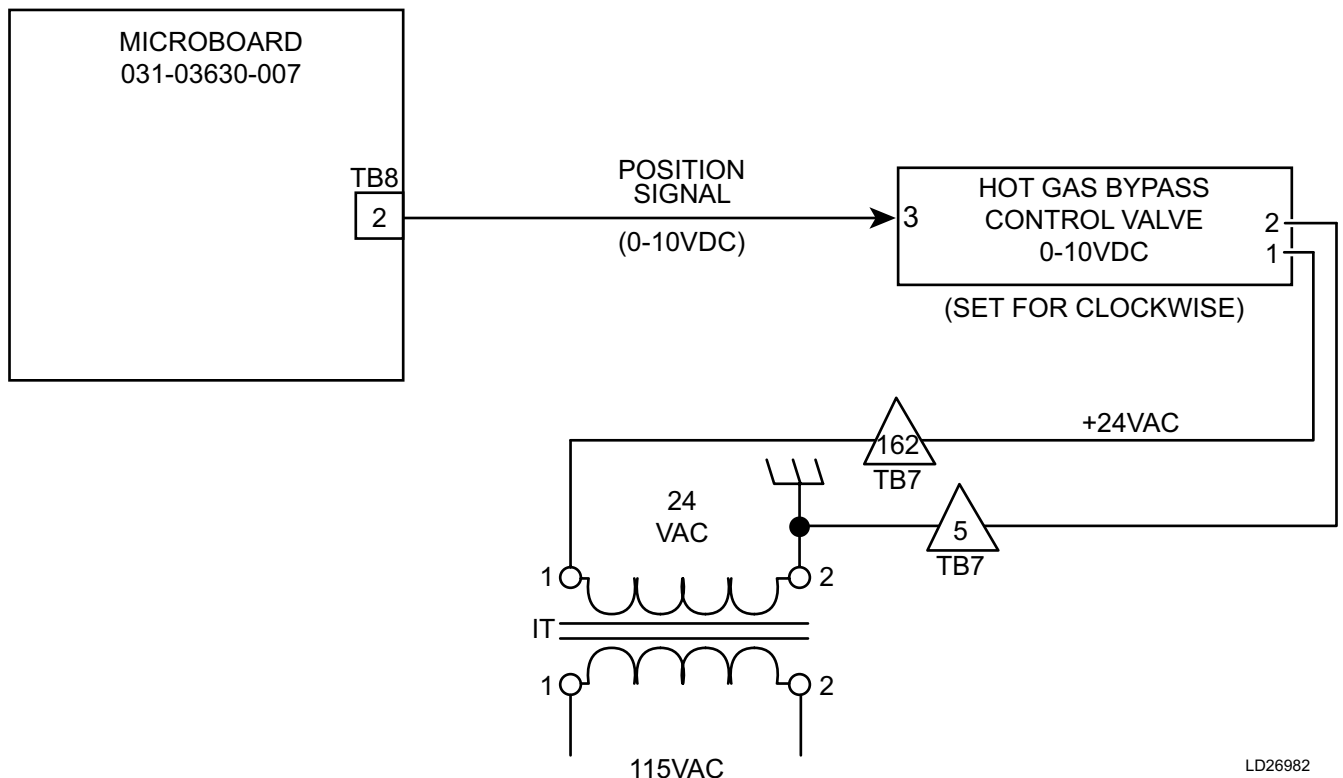 MICROBOARD
031-03630-007
TB8
2
POSITION
SIGNAL
(0-10VDC)
3
HOT GAS BYPASS
CONTROL VALVE
0-10VDC
2
1
(SET FOR CLOCKWISE)
162
TB7
+24VAC
24
VAC
5
TB7
1
2
IT
1
2
115VAC
LD26982